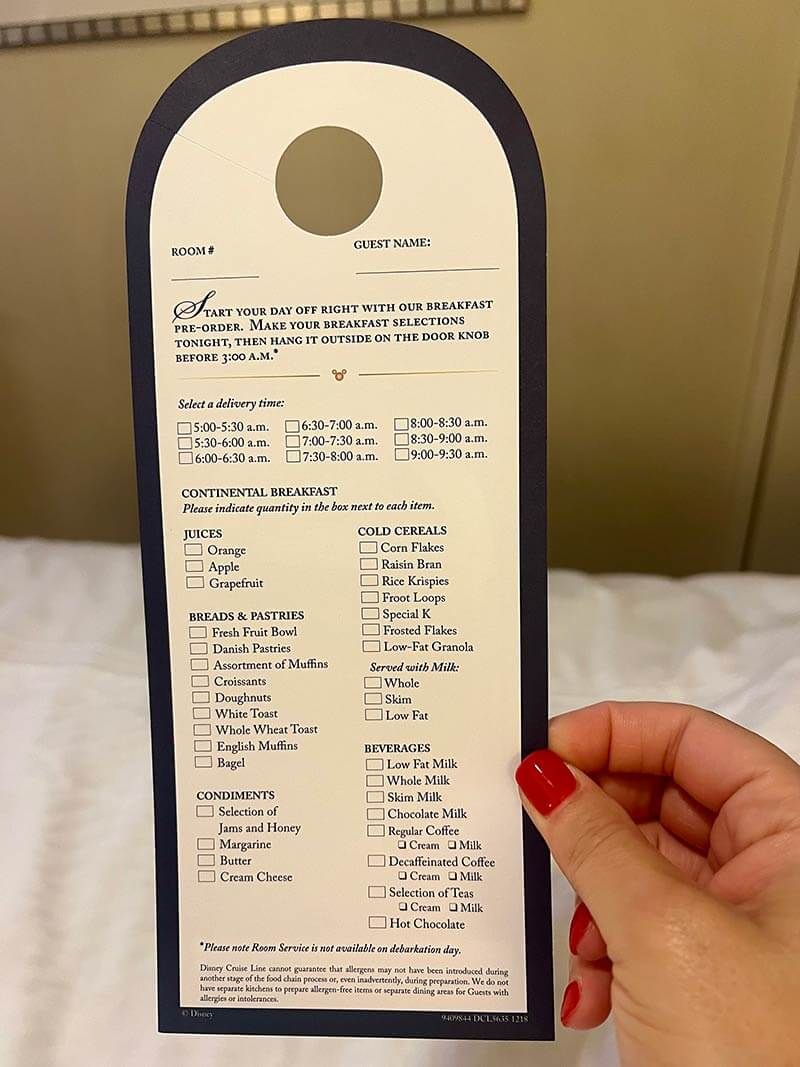 ROOM #
GUEST NAME:
START YOUR DAY OFF RIGHT WITH OUR BREAKFAST
PRE-ORDER. MAKE YOUR BREAKFAST SELECTIONS
TONIGHT, THEN HANG IT OUTSIDE ON THE DOOR KNOB
BEFORE 3:00 A.M.*
Select a delivery time:
5:00-5:30 a.m. 6:30-7:00 a.m. 8:00-8:30 a.m.
5:30-6:00 a.m. 7:00-7:30 a.m. 8:30-9:00 a.m.
6:00-6:30 a.m. 7:30-8:00 a.m. 9:00-9:30 a.m.
CONTINENTAL BREAKFAST
Please indicate quantity in the box next to each item.
JUICES
Orange
Apple
Grapefruit
BREADS & PASTRIES
Fresh Fruit Bowl
Danish Pastries
Assortment of Muffins
Croissants
Doughnuts
White Toast
Whole Wheat Toast
English Muffins
Bagel
CONDIMENTS
Selection of
Jams and Honey
Margarine
Butter
Cream Cheese
COLD CEREALS
Corn Flakes
Raisin Bran
Rice Krispies
Froot Loops
Special K
Frosted Flakes
Low-Fat Granola
Served with Milk:
Whole
Skim
Low Fat
BEVERAGES
Low Fat Milk
Whole Milk
Skim Milk
Chocolate Milk
Regular Coffee
Cream Milk
Decaffeinated Coffee
Cream Milk
Selection of Teas
Cream Milk
Hot Chocolate
*Please note Room Service is not available on debarkation day.
Disney Cruise Line cannot guarantee that allergens may not have been introduced during
another stage of the food chain process or, even inadvertently, during preparation. We do not
have separate kitchens to prepare allergen-free items or separate dining areas for Guests with
allergies or intolerances.
© Disney
9409844 DCL5635 1218